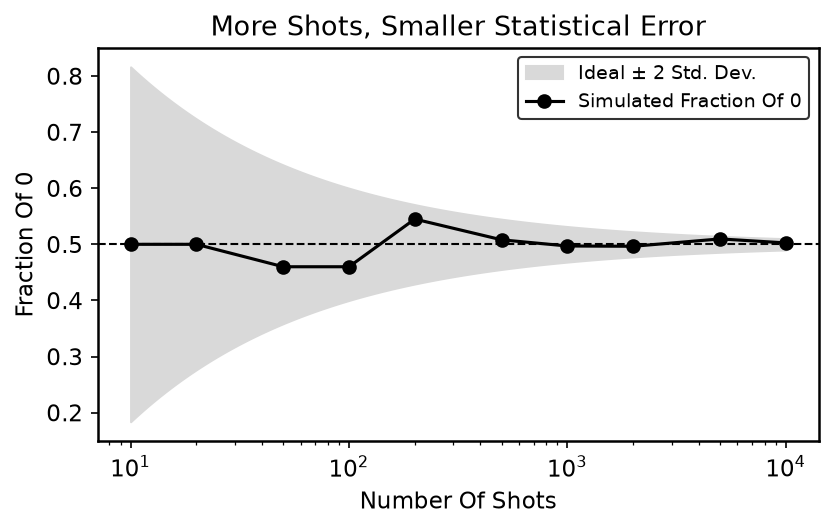 More Shots, Smaller Statistical Error
Ideal ± 2 Std. Dev.
Simulated Fraction Of 0
Fraction Of 0
0.8
0.7
0.6
0.5
0.4
0.3
0.2
10¹ 10² 10³ 10⁴
Number Of Shots